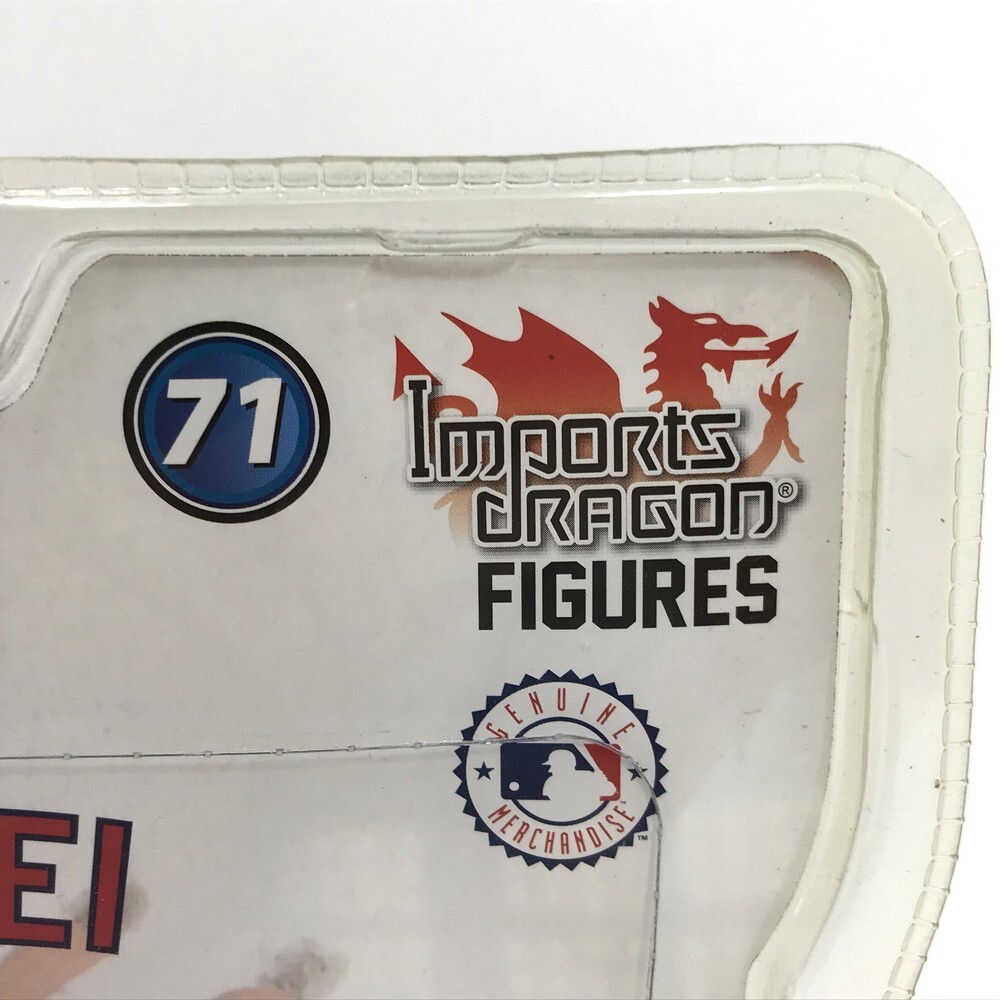 71
Imports
DRAGON®
FIGURES
GENUINE
MERCHANDISE™
EI